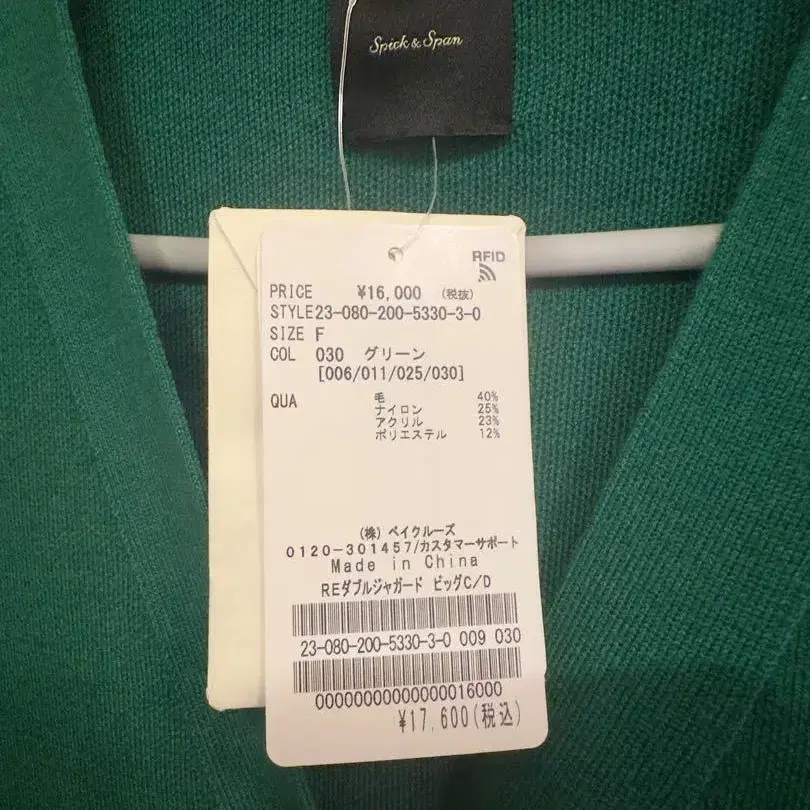 Spick & Span
RFID
PRICE ¥16,000 (税抜)
STYLE 23-080-200-5330-3-0
SIZE F
COL 030 グリーン
[006/011/025/030]
QUA 毛 40%
ナイロン 25%
アクリル 23%
ポリエステル 12%
(株) ベイクルーズ
0120-301457/カスタマーサポート
Made in China
REダブルジャガード ビッグC/D
23-080-200-5330-3-0 009 030
00000000000000016000
¥17,600(税込)